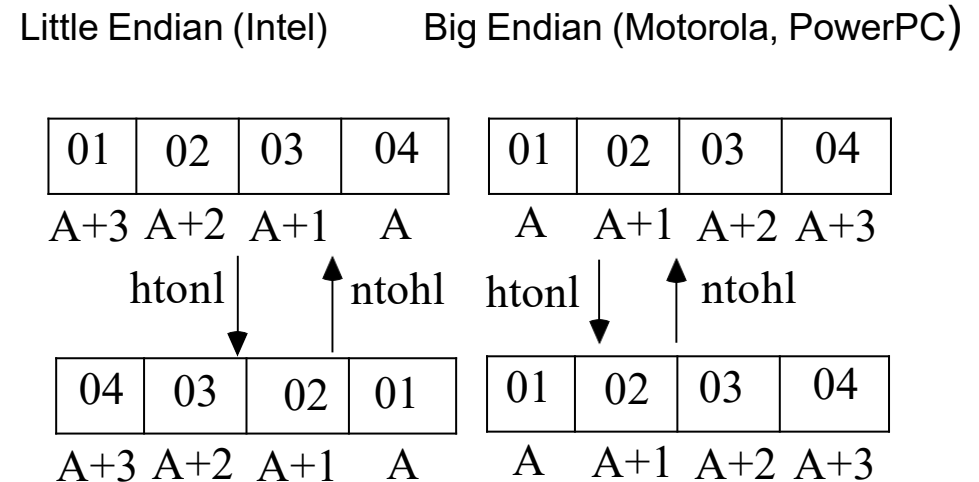 Little Endian (Intel) Big Endian (Motorola, PowerPC)
01 02 03 04 01 02 03 04
A+3 A+2 A+1 A A A+1 A+2 A+3
htonl ntohl htonl ntohl
04 03 02 01 01 02 03 04
A+3 A+2 A+1 A A A+1 A+2 A+3